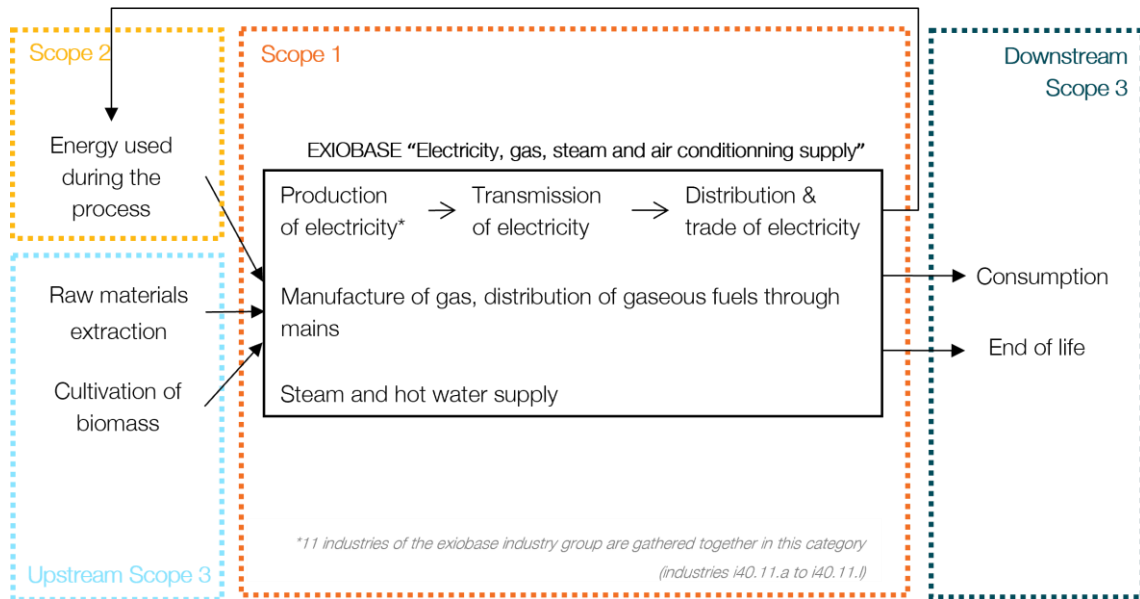 Scope 2
Scope 1
Downstream
Scope 3
Energy used
during the
process
EXIOBASE “Electricity, gas, steam and air conditionning supply”
Production
of electricity*
Transmission
of electricity
Distribution &
trade of electricity
Raw materials
extraction
Manufacture of gas, distribution of gaseous fuels through
mains
Consumption
End of life
Cultivation of
biomass
Steam and hot water supply
*11 industries of the exiobase industry group are gathered together in this category
(industries i40.11.a to i40.11.l)
Upstream Scope 3